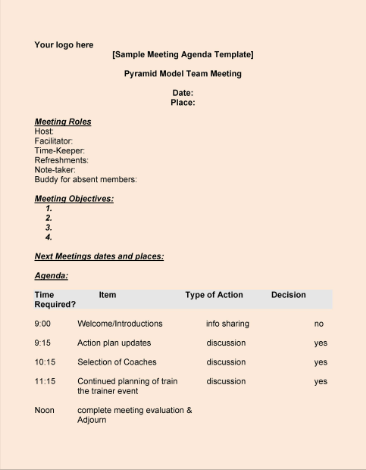 Your logo here
[Sample Meeting Agenda Template]
Pyramid Model Team Meeting
Date:
Place:
Meeting Roles
Host:
Facilitator:
Time-Keeper:
Refreshments:
Note-taker:
Buddy for absent members:
Meeting Objectives:
1.
2.
3.
4.
Next Meetings dates and places:
Agenda:
Time Item Type of Action Decision
Required?
9:00 Welcome/Introductions info sharing no
9:15 Action plan updates discussion yes
10:15 Selection of Coaches discussion yes
11:15 Continued planning of train discussion yes
the trainer event
Noon complete meeting evaluation &
Adjourn